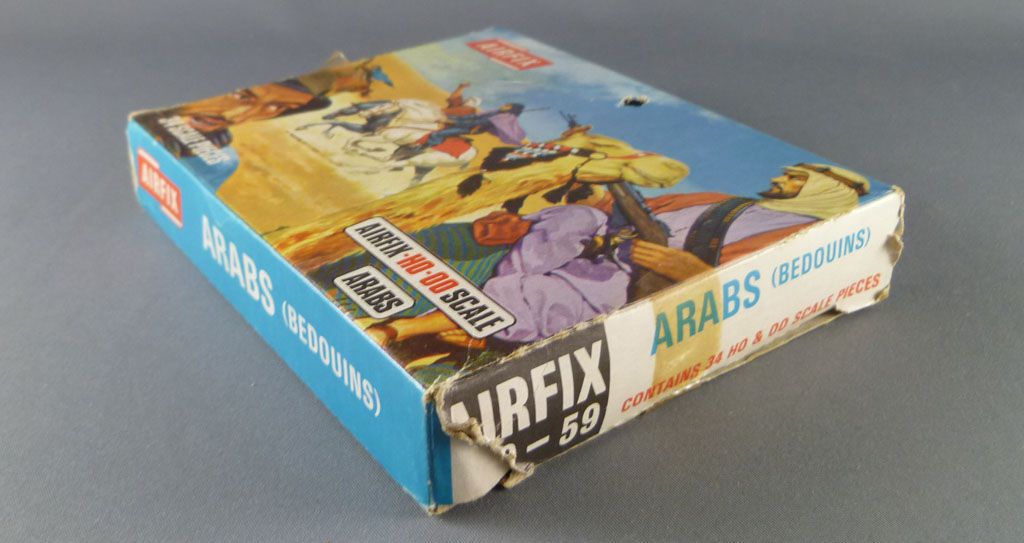 AIRFIX
AIRFIX
ARABS (BEDOUINS)
AIRFIX·HO·OO SCALE
ARABS
AIRFIX
– 59
ARABS (BEDOUINS)
CONTAINS 34 HO & OO SCALE PIECES